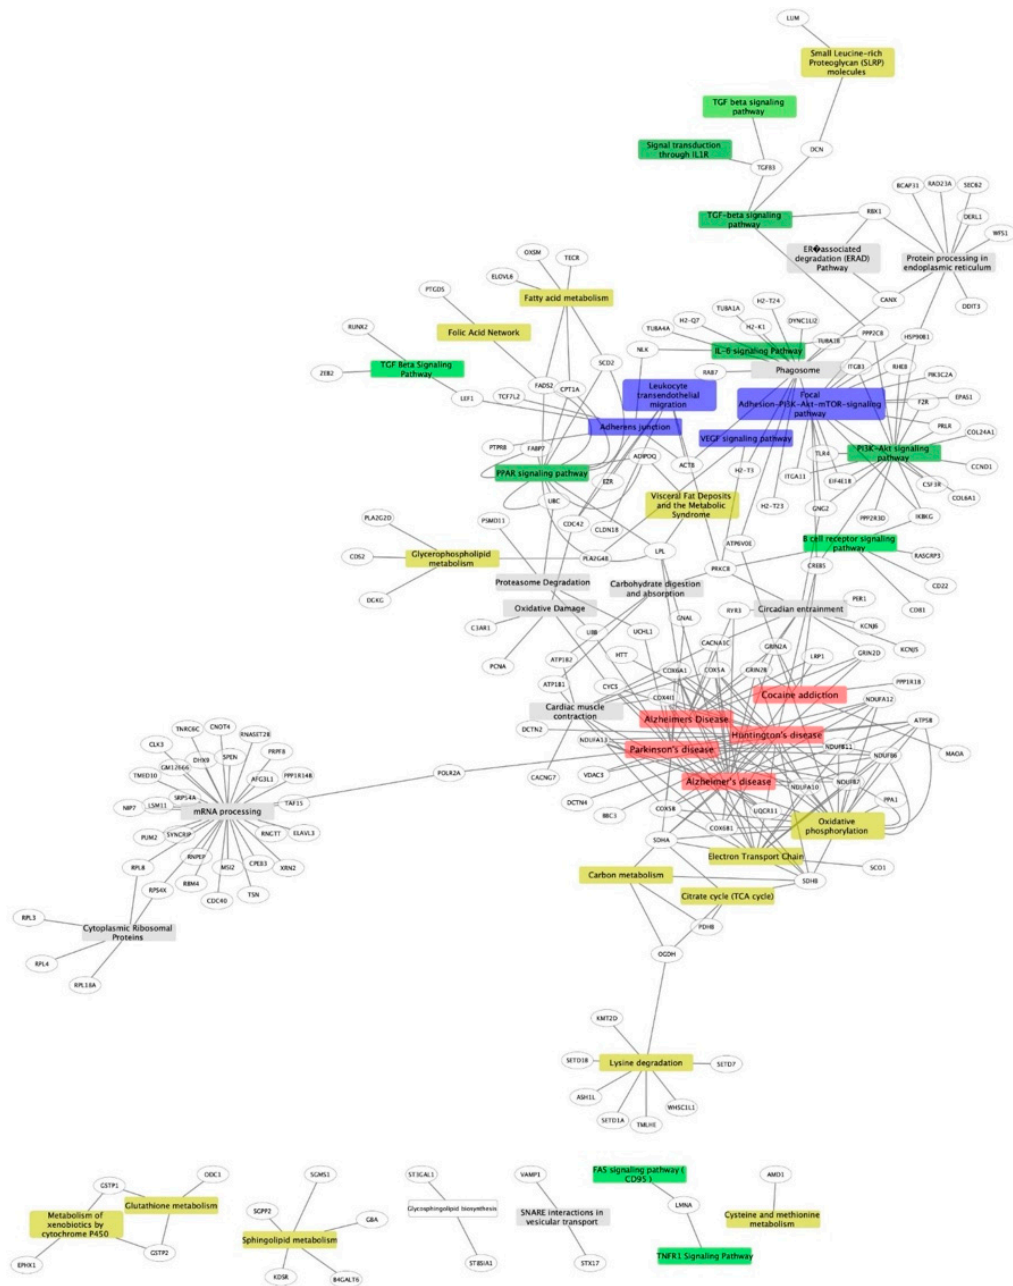 LUM
Small Leucine-rich
Proteoglycan (SLRP)
molecules
TGF beta signaling
pathway
Signal transduction
through IL1R
DCN
TGFB3
BCAP31
RAD23A
SEC62
TGF-beta signaling
pathway
RBX1
DERL1
WFS1
ER�associated
degradation (ERAD)
Pathway
Protein processing in
endoplasmic reticulum
OXSM
TECR
ELOVL6
PTGDS
Fatty acid metabolism
CANX
DDIT3
H2-T24
TUBA1A
DYNC1LI2
H2-Q7
H2-K1
TUBA4A
Folic Acid Network
RUNX2
NLK
TUBA1B
PPP2CB
HSP90B1
IL-6 signaling Pathway
TGF Beta Signaling
Pathway
ZEB2
SCD2
RAB7
Phagosome
ITGB3
RHEB
PIK3C2A
LEF1
TCF7L2
FADS2
CPT1A
Leukocyte
transendothelial
migration
Focal
Adhesion-PI3K-Akt-mTOR-signaling
pathway
EPAS1
F2R
PRLR
Adherens junction
VEGF signaling pathway
COL24A1
PTPRB
FABP7
ADIPOQ
ACTB
TLR4
PI3K-Akt signaling
pathway
CCND1
PPAR signaling pathway
EZR
H2-T3
ITGA11
EIF4E1B
CSF3R
COL6A1
UBC
Visceral Fat Deposits
and the Metabolic
Syndrome
H2-T23
GNG2
PPP2R3D
IKBKG
PLA2G2D
PSMD11
CDC42
CLDN18
ATP6V0E
B cell receptor signaling
pathway
RASGRP3
CDS2
Glycerophospholipid
metabolism
PLA2G4B
LPL
PRKCB
CREB5
CD22
DGKG
Proteasome Degradation
Carbohydrate digestion
and absorption
CD81
Oxidative Damage
Circadian entrainment
PER1
C3AR1
UBB
UCHL1
GNAL
RYR3
KCNJ6
KCNJ5
PCNA
ATP1B2
HTT
CACNA1C
GRIN2A
GRIN2D
COX6A1
COX5A
GRIN2B
LRP1
ATP1B1
CYCS
COX4I1
Cocaine addiction
PPP1R1B
NDUFA12
Cardiac muscle
contraction
Alzheimers Disease
ATP5B
DCTN2
NDUFA13
Huntington's disease
Parkinson's disease
NDUFB11
NDUFB6
MAOA
CACNG7
VDAC3
Alzheimer's disease
NDUFB7
NDUFA10
DCTN4
COX5B
UQCR11
PPA1
BBC3
COX6B1
Oxidative
phosphorylation
SDHA
Electron Transport Chain
SCO1
Carbon metabolism
SDHB
Citrate cycle (TCA cycle)
PDHB
OGDH
TNRC6C
CNOT4
RNASET2B
CLK3
DHX9
SPEN
PRPF8
GM12666
TMED10
AFG3L1
PPP1R14B
POLR2A
NIP7
LSM11
SRP54A
TAF15
mRNA processing
PUM2
SYNCRIP
RNGTT
ELAVL3
RPL8
RNPEP
MSI2
CPEB3
XRN2
RPS4X
RBM4
TSN
CDC40
RPL3
Cytoplasmic Ribosomal
Proteins
RPL4
RPL18A
KMT2D
SETD1B
Lysine degradation
SETD7
ASH1L
WHSC1L1
SETD1A
TMLHE
ODC1
SGMS1
ST3GAL1
VAMP1
FAS signaling pathway (
CD95 )
AMD1
GSTP1
Glutathione metabolism
Metabolism of
xenobiotics by
cytochrome P450
SGPP2
GBA
Glycosphingolipid biosynthesis
SNARE interactions in
vesicular transport
LMNA
Cysteine and methionine
metabolism
Sphingolipid metabolism
GSTP2
EPHX1
KDSR
B4GALT6
ST8SIA1
STX17
TNFR1 Signaling Pathway